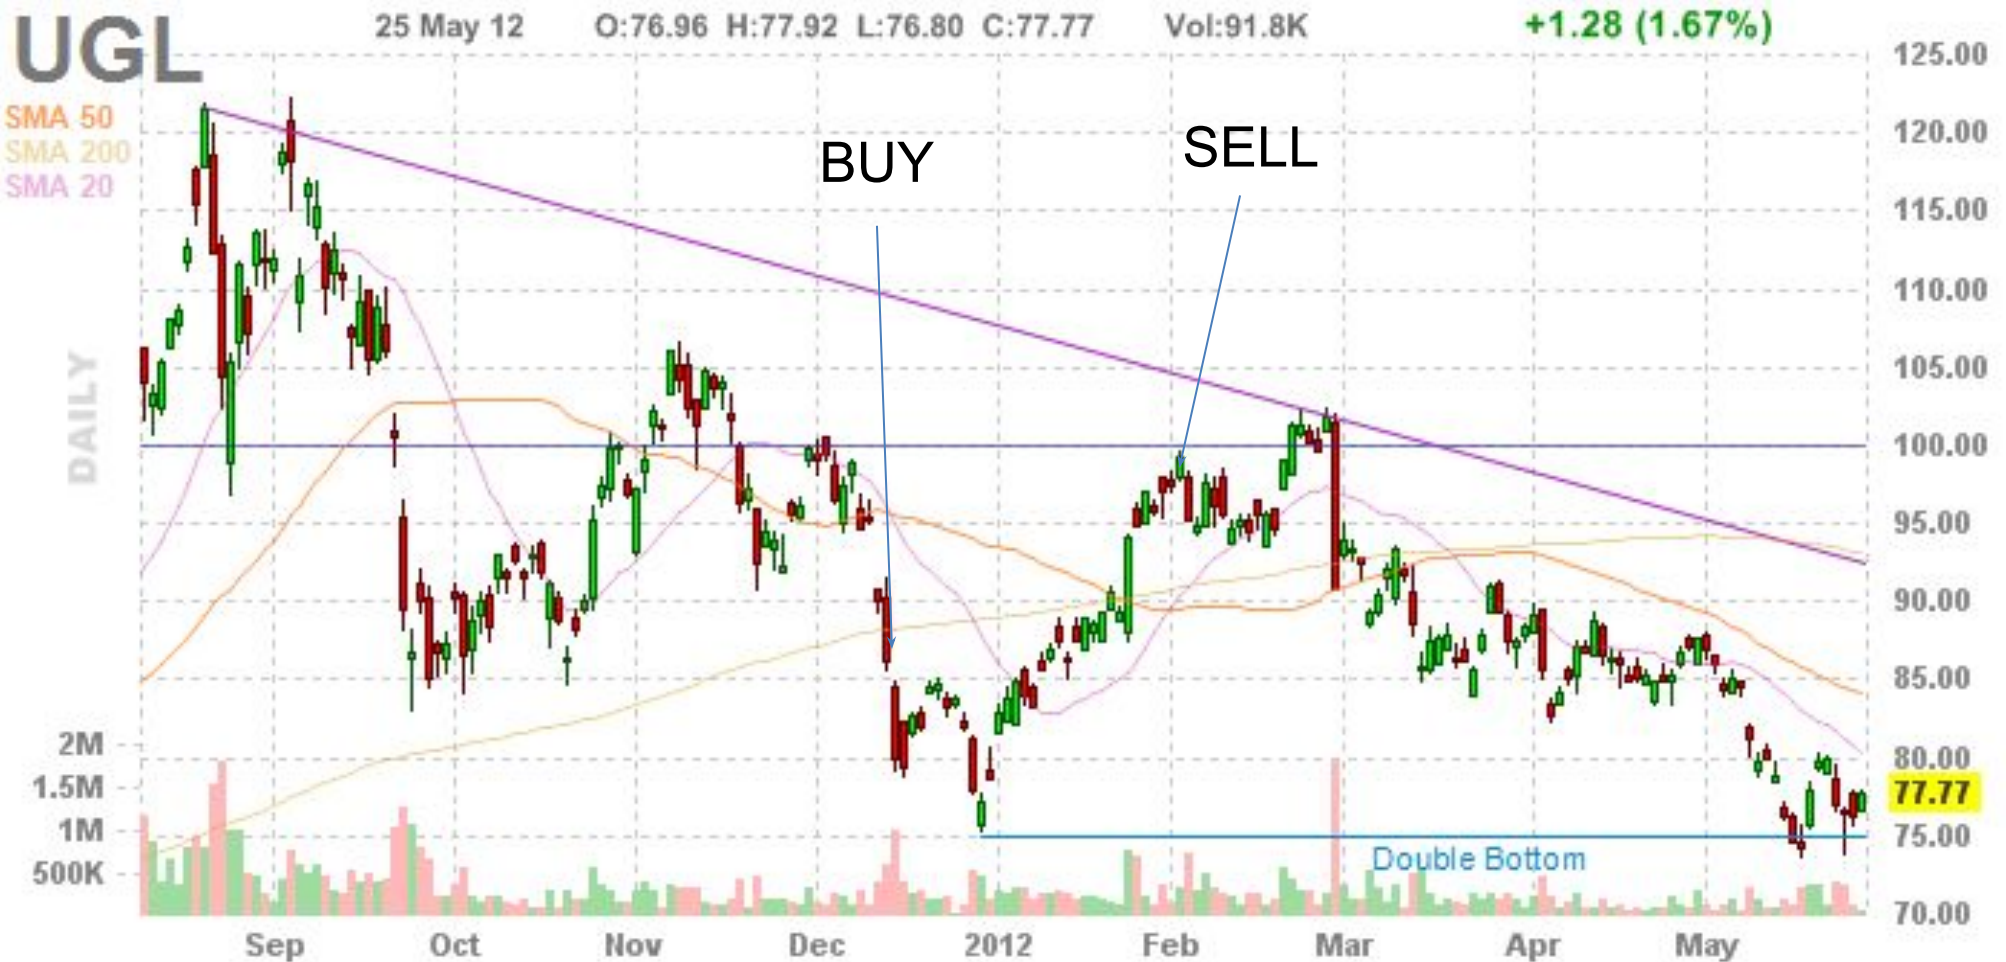 UGL
25 May 12 O:76.96 H:77.92 L:76.80 C:77.77 Vol:91.8K +1.28 (1.67%)
SMA 50
SMA 200
SMA 20
DAILY
BUY
SELL
125.00
120.00
115.00
110.00
105.00
100.00
95.00
90.00
85.00
80.00
77.77
75.00
70.00
2M
1.5M
1M
500K
Double Bottom
Sep Oct Nov Dec 2012 Feb Mar Apr May